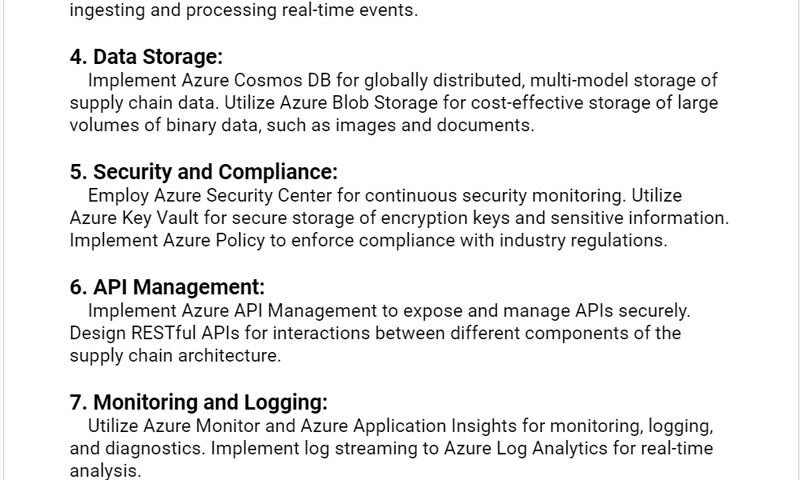 ingesting and processing real-time events.
4. Data Storage:
Implement Azure Cosmos DB for globally distributed, multi-model storage of
supply chain data. Utilize Azure Blob Storage for cost-effective storage of large
volumes of binary data, such as images and documents.
5. Security and Compliance:
Employ Azure Security Center for continuous security monitoring. Utilize
Azure Key Vault for secure storage of encryption keys and sensitive information.
Implement Azure Policy to enforce compliance with industry regulations.
6. API Management:
Implement Azure API Management to expose and manage APIs securely.
Design RESTful APIs for interactions between different components of the
supply chain architecture.
7. Monitoring and Logging:
Utilize Azure Monitor and Azure Application Insights for monitoring, logging,
and diagnostics. Implement log streaming to Azure Log Analytics for real-time
analysis.